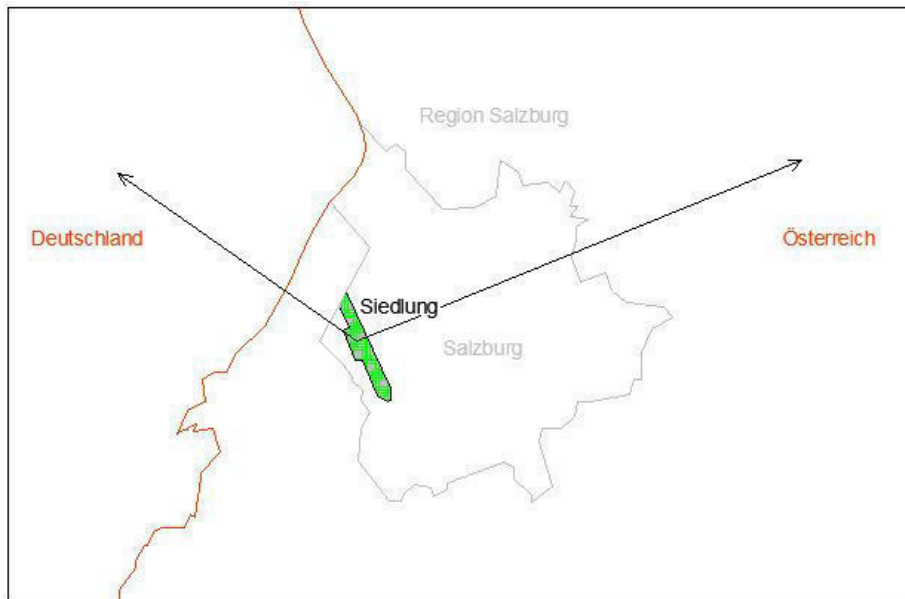 Region Salzburg
Deutschland
Österreich
Siedlung
Salzburg